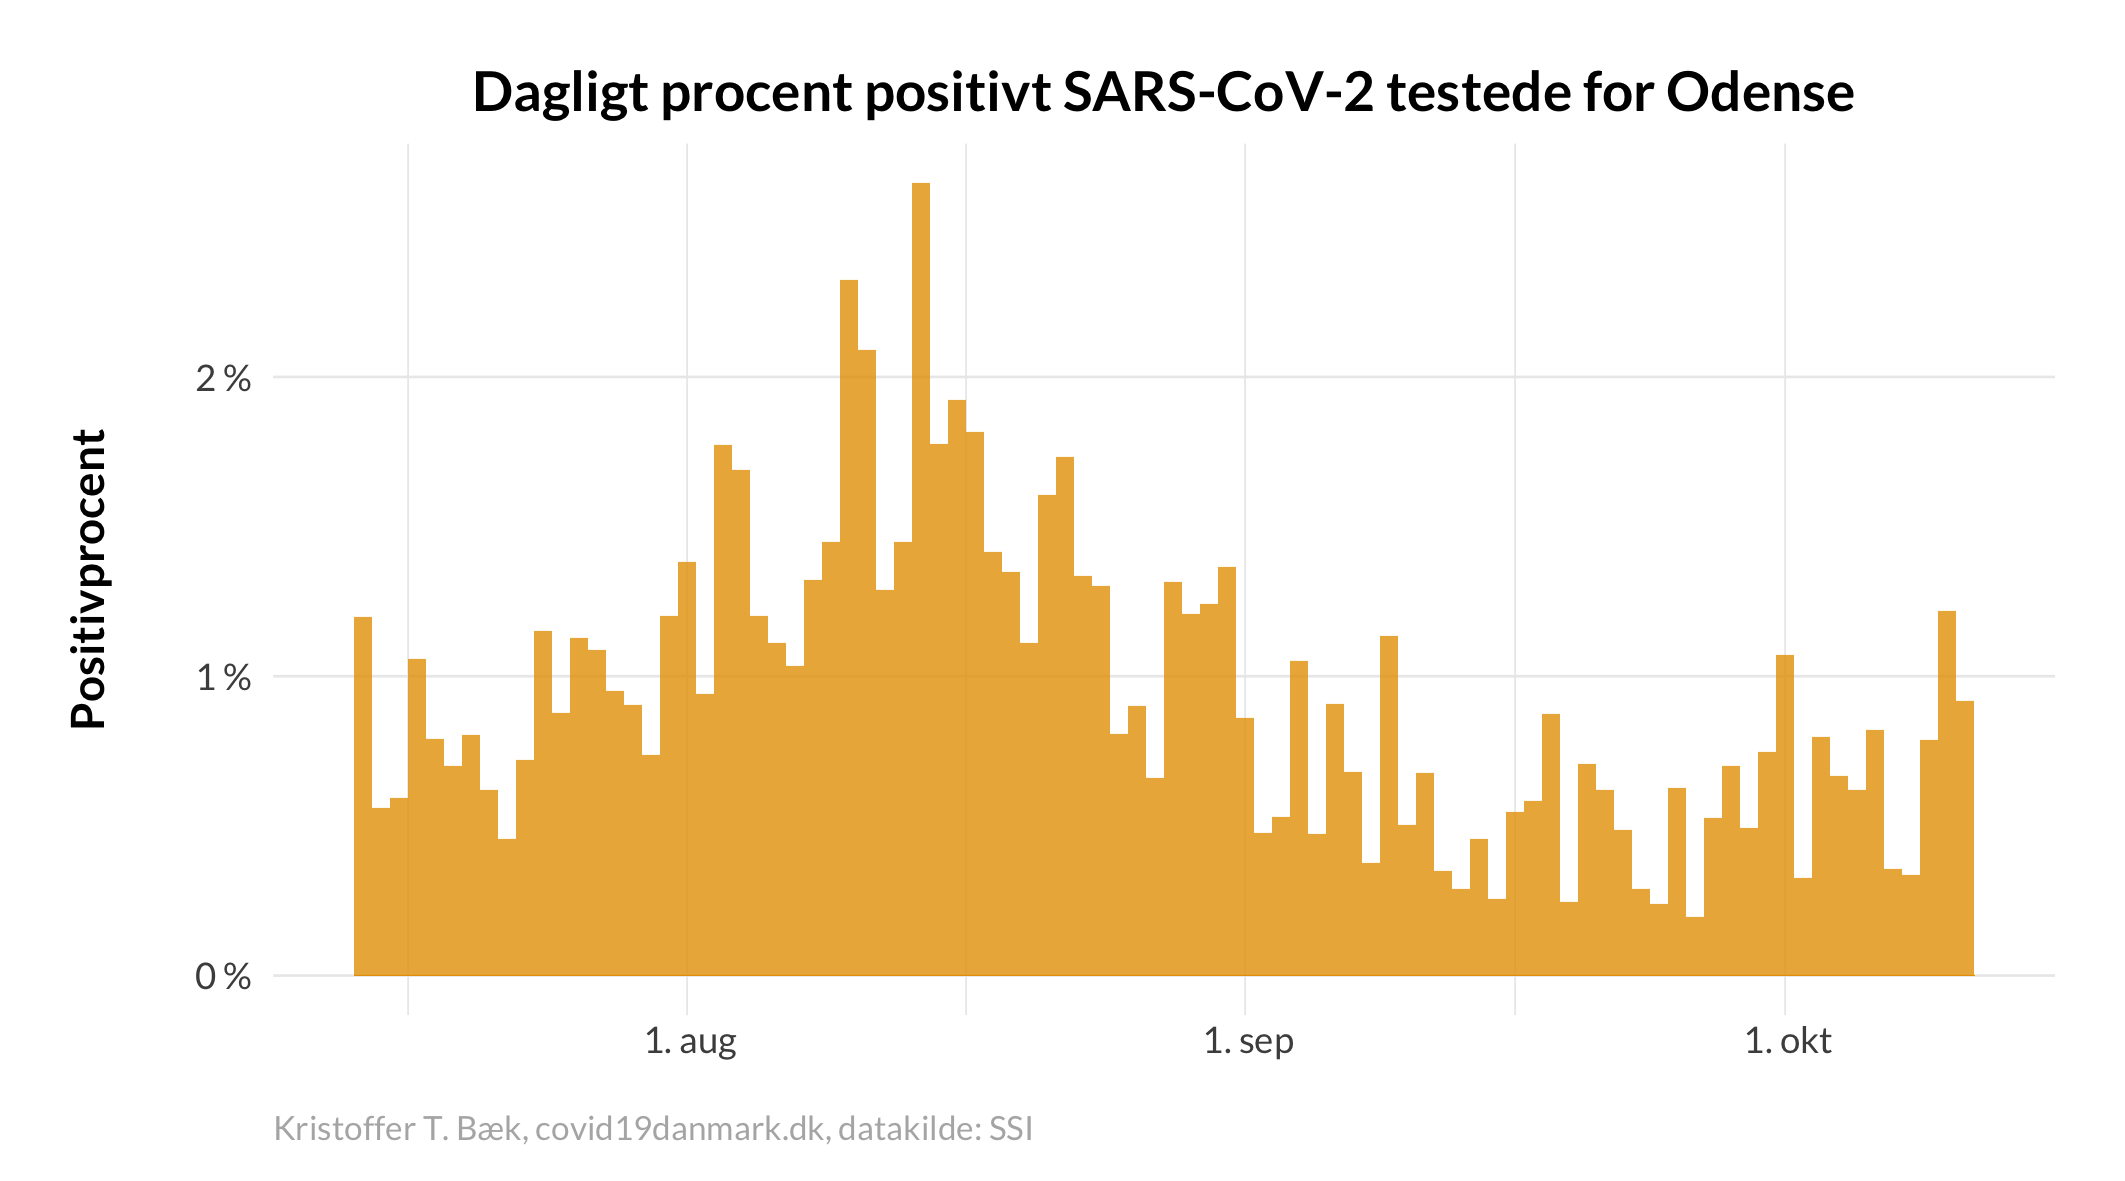 Dagligt procent positivt SARS-CoV-2 testede for Odense
Positivprocent
2 %
1 %
0 %
1. aug
1. sep
1. okt
Kristoffer T. Bæk, covid19danmark.dk, datakilde: SSI